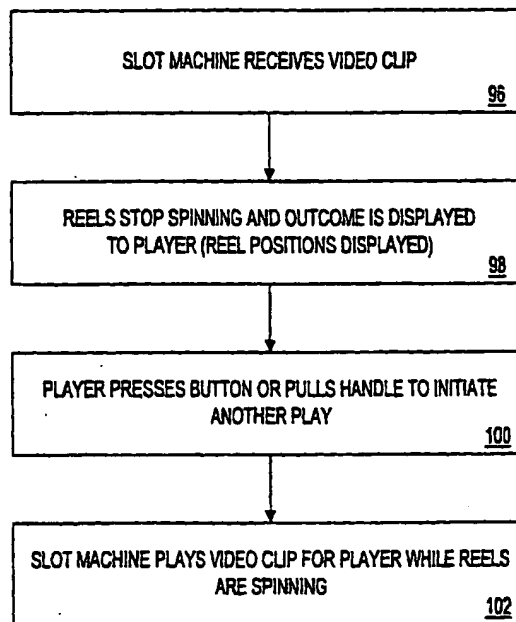 SLOT MACHINE RECEIVES VIDEO CLIP
96
REELS STOP SPINNING AND OUTCOME IS DISPLAYED
TO PLAYER (REEL POSITIONS DISPLAYED)
98
PLAYER PRESSES BUTTON OR PULLS HANDLE TO INITIATE
ANOTHER PLAY
100
SLOT MACHINE PLAYS VIDEO CLIP FOR PLAYER WHILE REELS
ARE SPINNING
102